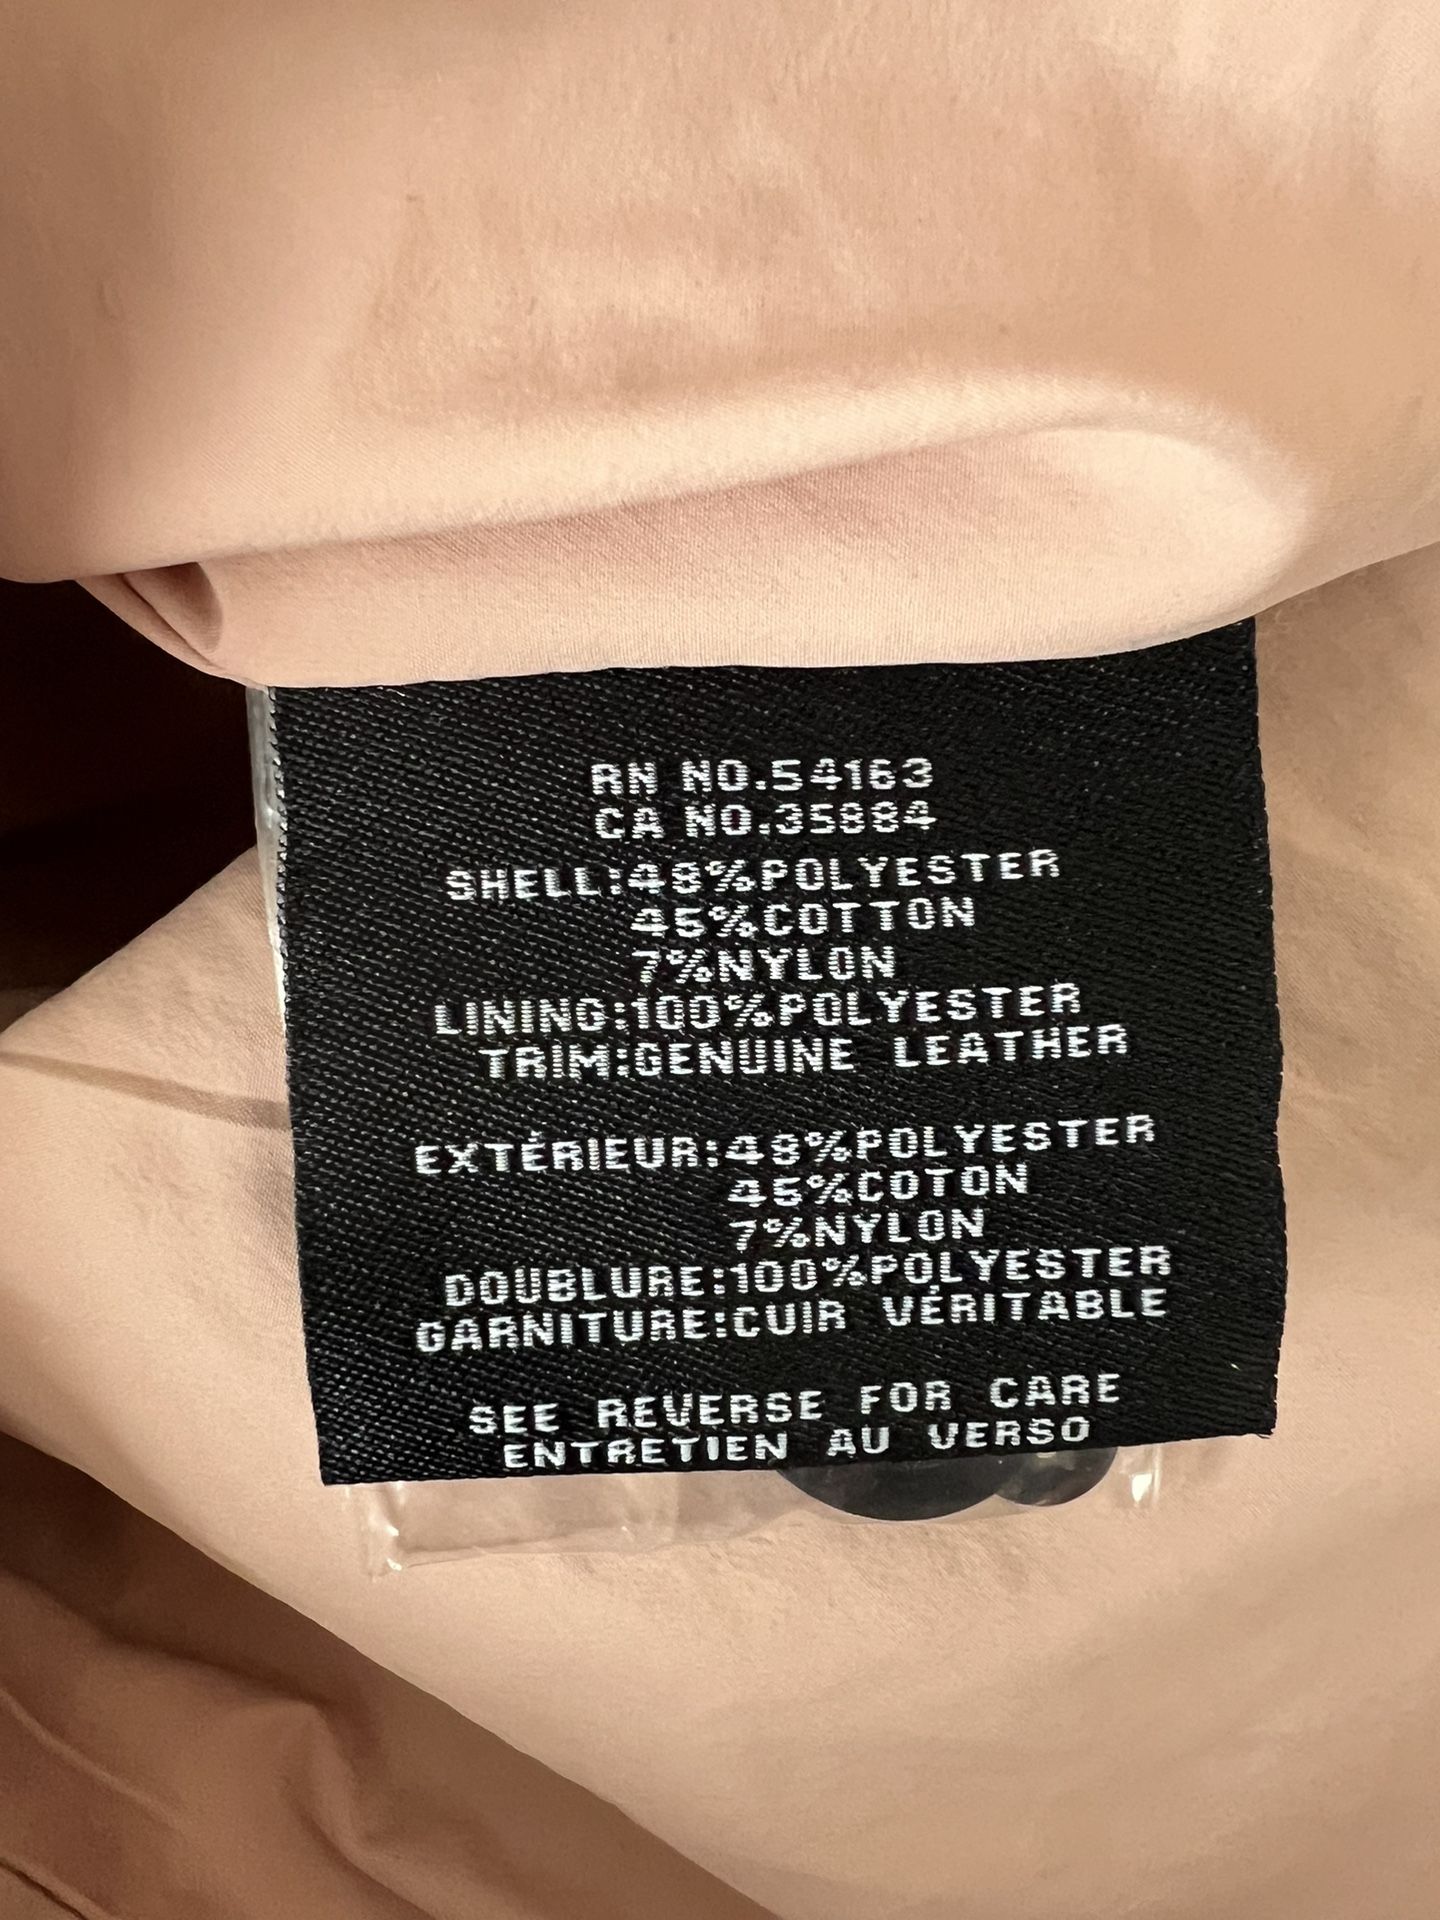 RN NO.54163
CA NO.35884
SHELL:48%POLYESTER
45%COTTON
7%NYLON
LINING:100%POLYESTER
TRIM:GENUINE LEATHER
EXTÉRIEUR:48%POLYESTER
45%COTON
7%NYLON
DOUBLURE:100%POLYESTER
GARNITURE:CUIR VÉRITABLE
SEE REVERSE FOR CARE
ENTRETIEN AU VERSO